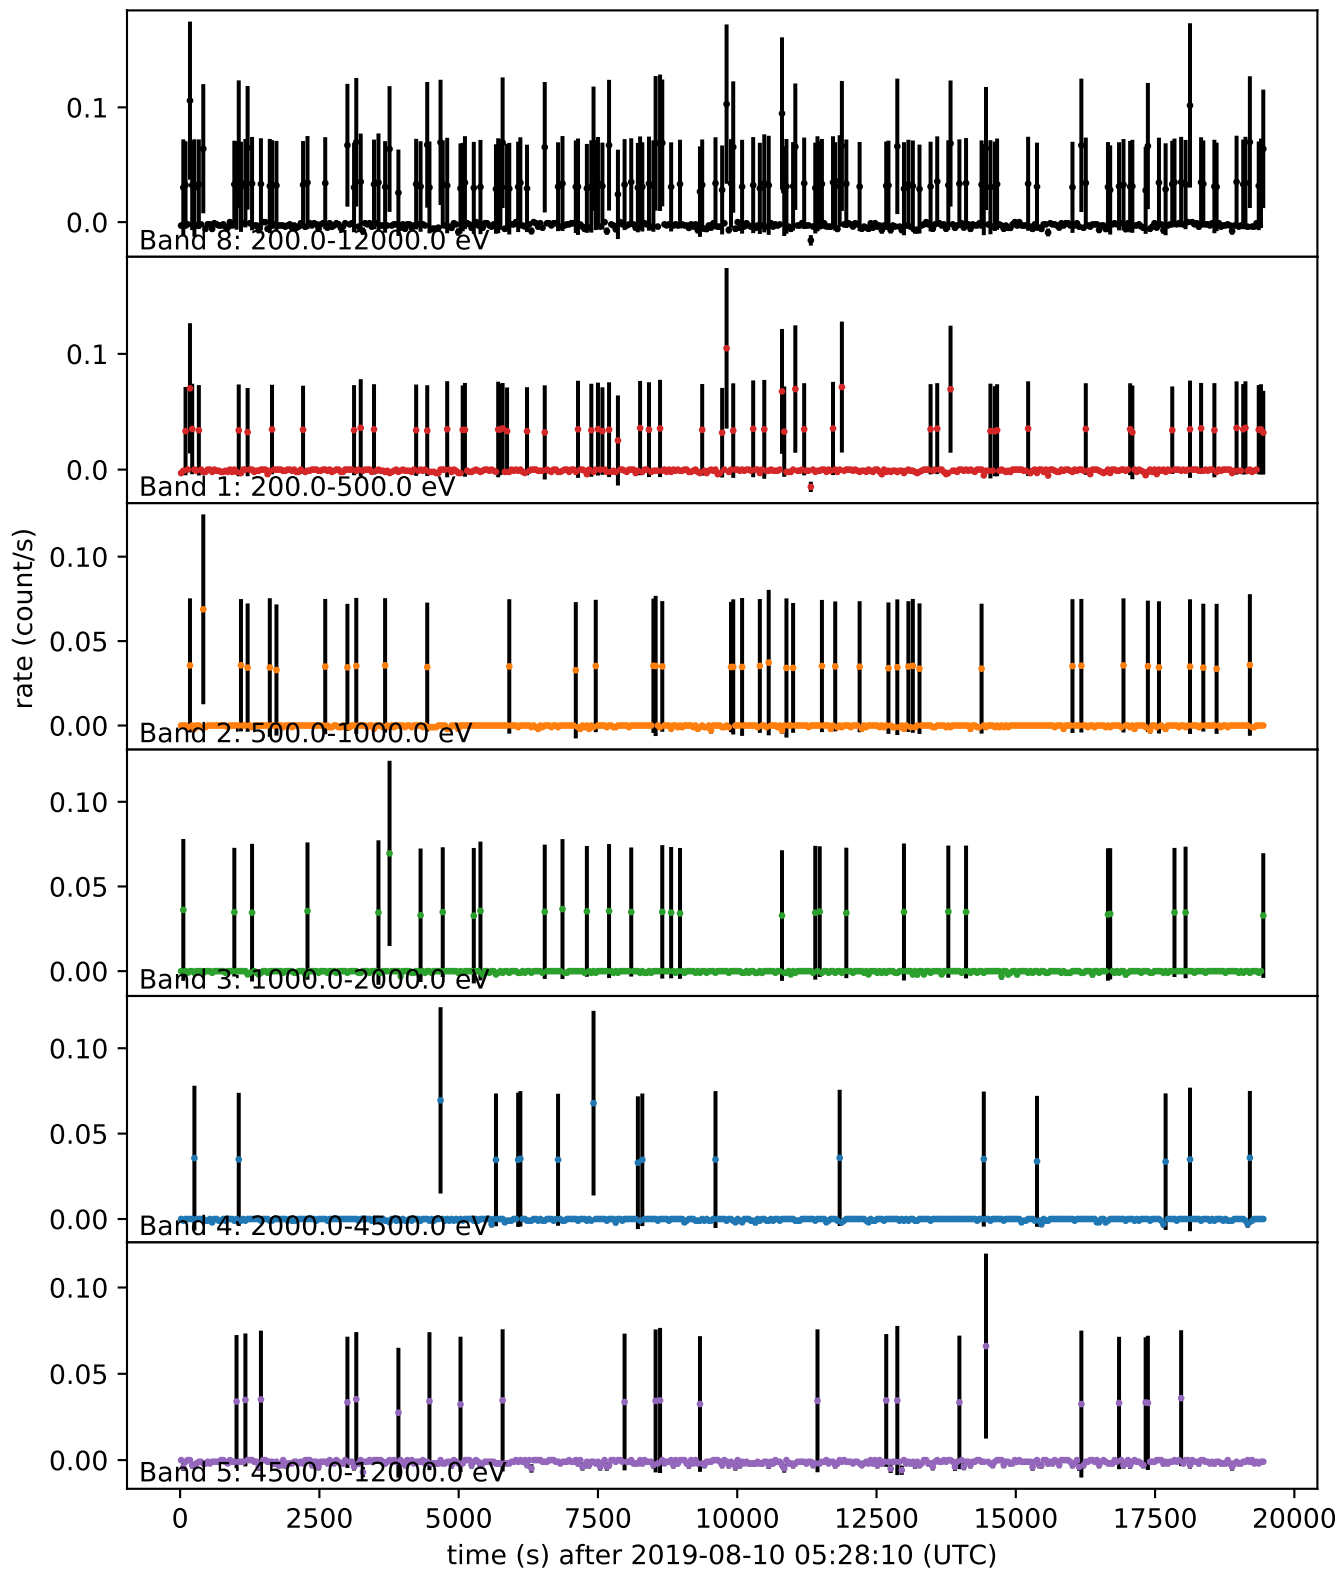 0.1
0.0
Band 8: 200.0-12000.0 eV
0.1
0.0
Band 1: 200.0-500.0 eV
rate (count/s)
0.10
0.05
0.00
Band 2: 500.0-1000.0 eV
0.10
0.05
0.00
Band 3: 1000.0-2000.0 eV
0.10
0.05
0.00
Band 4: 2000.0-4500.0 eV
0.10
0.05
0.00
Band 5: 4500.0-12000.0 eV
0 2500 5000 7500 10000 12500 15000 17500 20000
time (s) after 2019-08-10 05:28:10 (UTC)